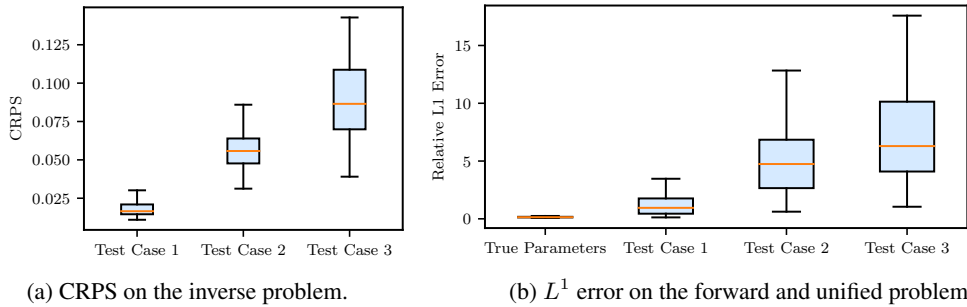 CRPS
0.125
0.100
0.075
0.050
0.025
Test Case 1 Test Case 2 Test Case 3
(a) CRPS on the inverse problem.
Relative L1 Error
15
10
5
0
True Parameters Test Case 1 Test Case 2 Test Case 3
(b) L¹ error on the forward and unified problem